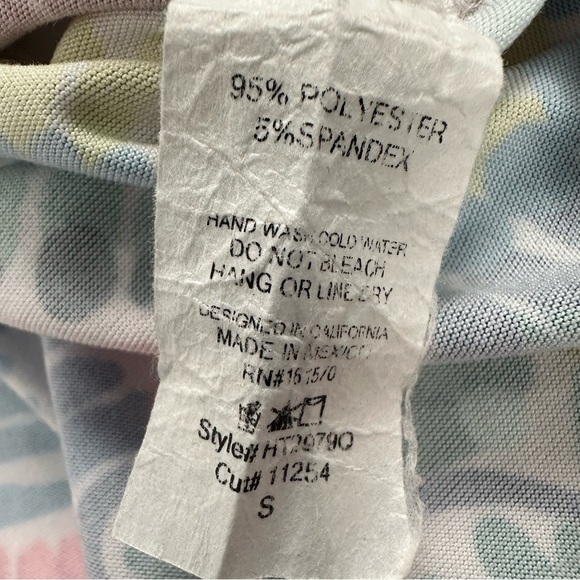 95% POLYESTER
5%SPANDEX
HAND WASH COLD WATER
DO NOT BLEACH
HANG OR LINE DRY
DESIGNED IN CALIFORNIA
MADE IN MEXICO
Style#
Cut# 11254
S